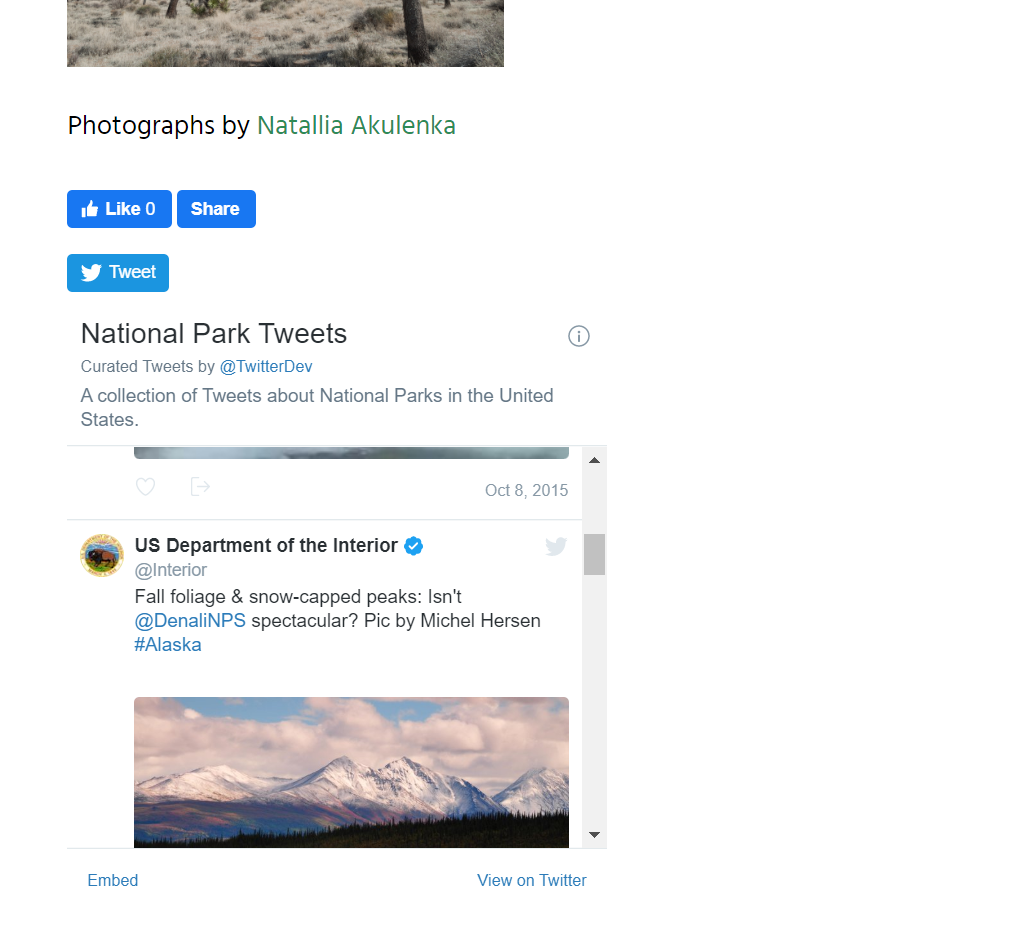 Photographs by Natallia Akulenka
Like 0 Share
Tweet
National Park Tweets
Curated Tweets by @TwitterDev
A collection of Tweets about National Parks in the United
States.
Oct 8, 2015
US Department of the Interior
@Interior
Fall foliage & snow-capped peaks: Isn't
@DenaliNPS spectacular? Pic by Michel Hersen
#Alaska
Embed View on Twitter